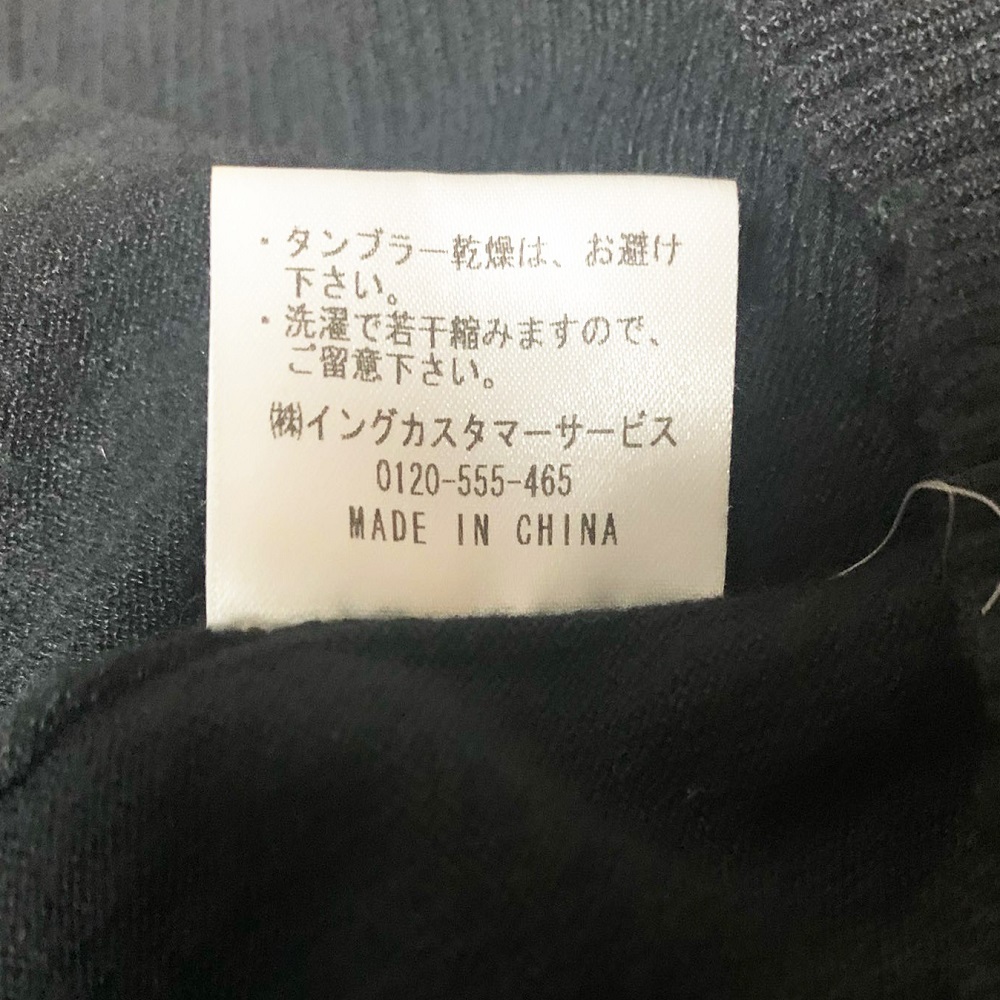 ・タンブラー乾燥は、お避け
下さい。
・洗濯で若干縮みますので、
ご留意下さい。
㈱イングカスタマーサービス
0120-555-465
MADE IN CHINA